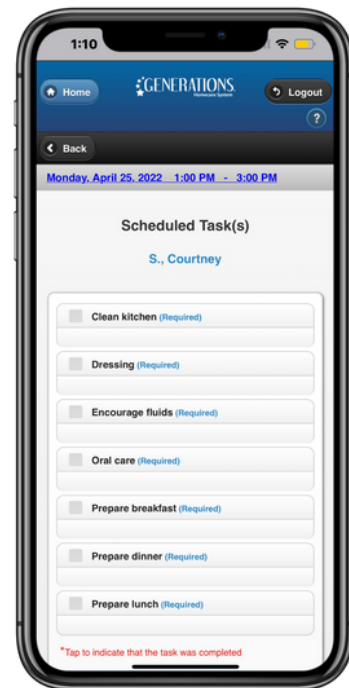 1:10
Home
GENERATIONS
Homecare System
Logout
?
Back
Monday, April 25, 2022 1:00 PM - 3:00 PM
Scheduled Task(s)
S., Courtney
Clean kitchen (Required)
Dressing (Required)
Encourage fluids (Required)
Oral care (Required)
Prepare breakfast (Required)
Prepare dinner (Required)
Prepare lunch (Required)
*Tap to indicate that the task was completed